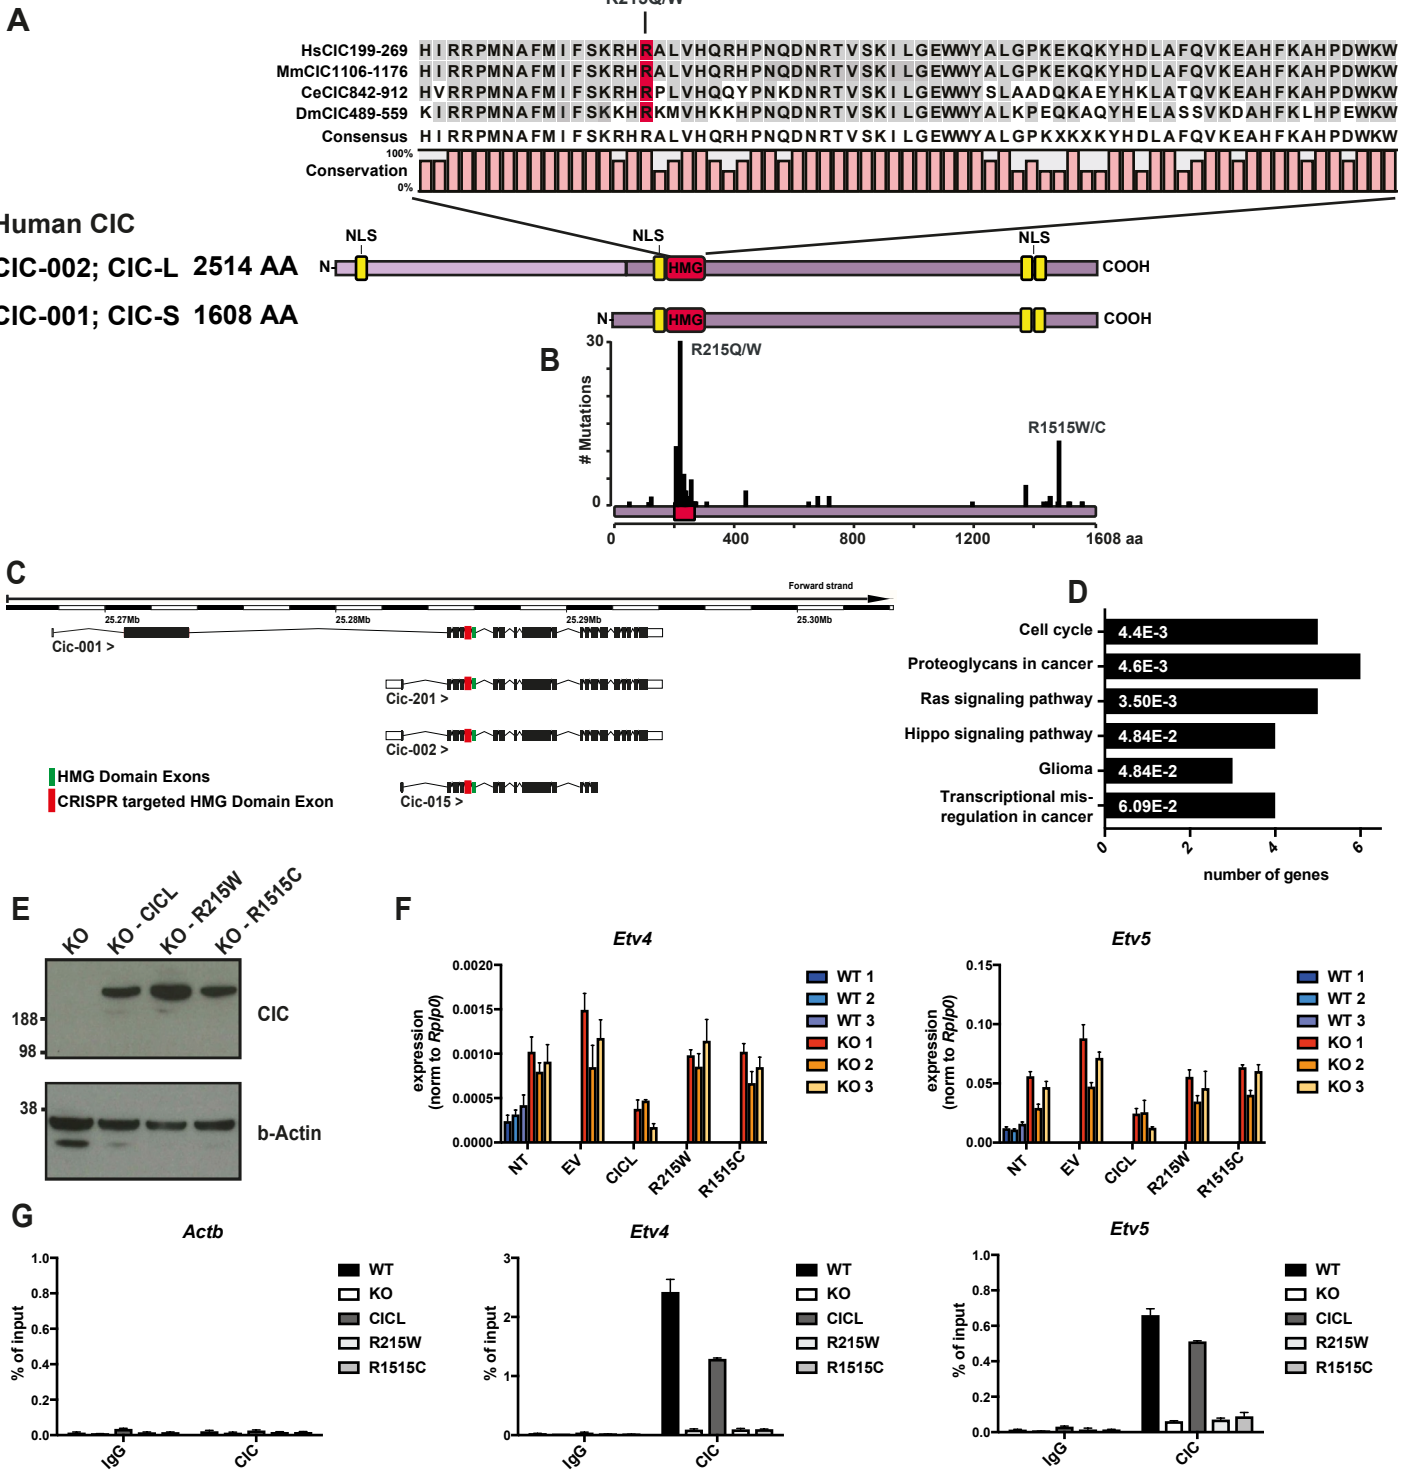 A
R215Q/W
HsCIC199-269 HIRRPMNAFMIFSKRHRALVHQRHPNQDNRTVSKILGEWWYALGPKEKQKYHDLAFQVKEAHFKAHPDWKW
MmCIC1106-1176 HIRRPMNAFMIFSKRHRALVHQRHPNQDNRTVSKILGEWWYALGPKEKQKYHDLAFQVKEAHFKAHPDWKW
CeCIC842-912 HVRRPMNAFMIFSKRHRPLVHQQYPNKDNRTVSKILGEWWYSLAADQKAEYHKLATQVKEAHFKAHPDWKW
DmCIC489-559 KIRRPMNAFMIFSKKHRKMVHKKHPNQDNRTVSKILGEWWYALKPEQKAQYHELASSVKDAHFKLHPEWKW
Consensus HIRRPMNAFMIFSKRHRALVHQRHPNQDNRTVSKILGEWWYALGPKXKXKYHDLAFQVKEAHFKAHPDWKW
100%
Conservation
0%
Human CIC
NLS NLS NLS
CIC-002; CIC-L 2514 AA N- HMG COOH
CIC-001; CIC-S 1608 AA N- HMG COOH
B
30
R215Q/W
# Mutations
R1515W/C
0
0 400 800 1200 1608 aa
C
Forward strand
25.27Mb 25.28Mb 25.29Mb 25.30Mb
Cic-001 >
Cic-201 >
Cic-002 >
HMG Domain Exons
CRISPR targeted HMG Domain Exon
Cic-015 >
D
Cell cycle 4.4E-3
Proteoglycans in cancer 4.6E-3
Ras signaling pathway 3.50E-3
Hippo signaling pathway 4.84E-2
Glioma 4.84E-2
Transcriptional mis-
regulation in cancer 6.09E-2
0 2 4 6
number of genes
E
KO KO - CICL KO - R215W KO - R1515C
CIC
188
98
38
b-Actin
F
Etv4
expression
(norm to Rplp0)
0.0020
0.0015
0.0010
0.0005
0.0000
NT EV CICL R215W R1515C
WT 1
WT 2
WT 3
KO 1
KO 2
KO 3
Etv5
expression
(norm to Rplp0)
0.15
0.10
0.05
0.00
NT EV CICL R215W R1515C
WT 1
WT 2
WT 3
KO 1
KO 2
KO 3
G
Actb
% of input
1.0
0.8
0.6
0.4
0.2
0.0
IgG CIC
WT
KO
CICL
R215W
R1515C
Etv4
% of input
3
2
1
0
IgG CIC
WT
KO
CICL
R215W
R1515C
Etv5
% of input
1.0
0.8
0.6
0.4
0.2
0.0
IgG CIC
WT
KO
CICL
R215W
R1515C